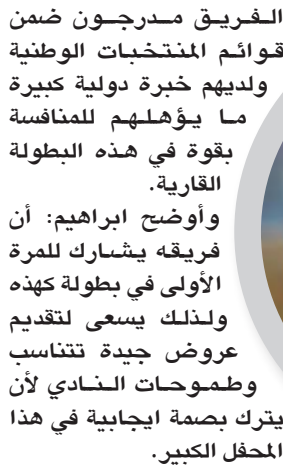 الفريق مدرجون ضمن
قوائم المنتخبات الوطنية
ولديهم خبرة دولية كبيرة
ما يؤهلهم للمنافسة
بقوة في هذه البطولة
القارية.
وأوضح ابراهيم: أن
فريقه يشارك للمرة
الأولى في بطولة كهذه
ولذلك يسعى لتقديم
عروض جيدة تتناسب
وطموحات النادي لأن
يترك بصمة ايجابية في هذا
المحفل الكبير.